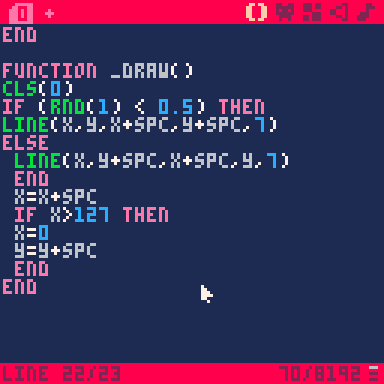 0 +
END
FUNCTION _DRAW()
CLS(0)
IF (RND(1) < 0.5) THEN
LINE(X,Y,X+SPC,Y+SPC,7)
ELSE
LINE(X,Y+SPC,X+SPC,Y,7)
END
X=X+SPC
IF X>127 THEN
X=0
Y=Y+SPC
END
END
LINE 22/23 70/8192